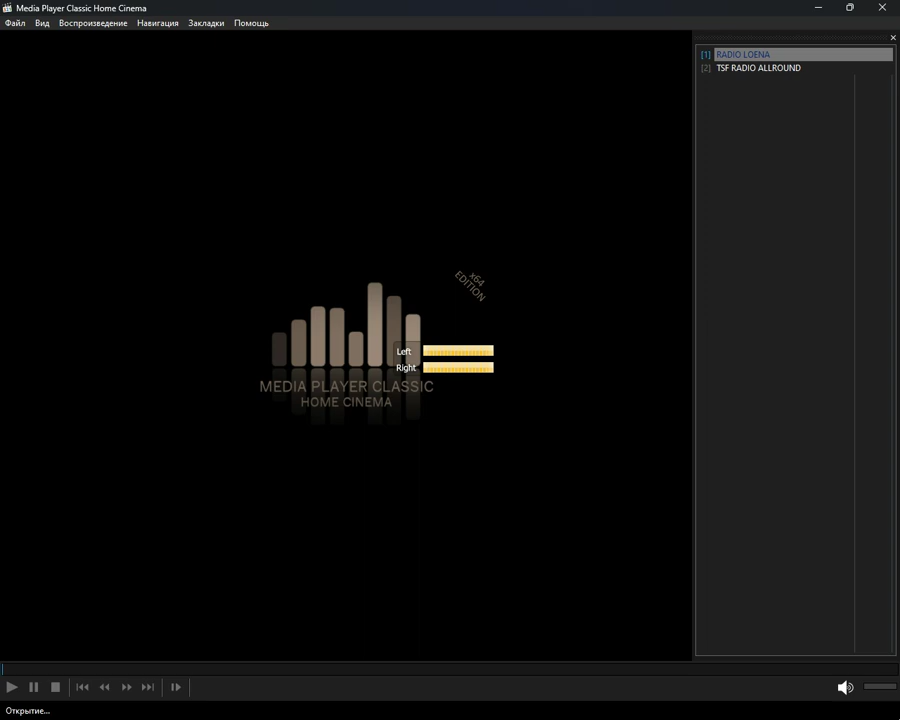 Media Player Classic Home Cinema
Файл Вид Воспроизведение Навигация Закладки Помощь
[1] RADIO LOENA
[2] TSF RADIO ALLROUND
x64
EDITION
Left
Right
MEDIA PLAYER CLASSIC
HOME CINEMA
Открытие...